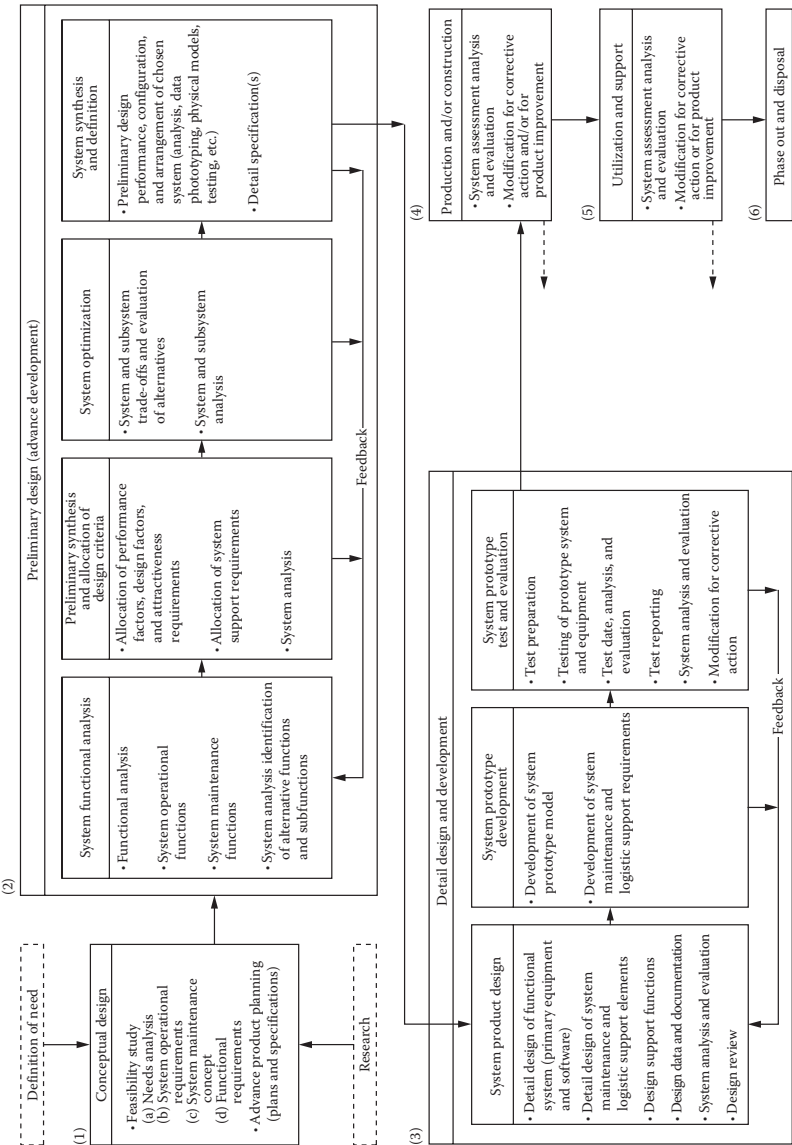 Definition of need
(1)
Conceptual design
• Feasibility study
(a) Needs analysis
(b) System operational
requirements
(c) System maintenance
concept
(d) Functional
requirements
• Advance product planning
(plans and specifications)
Research
(2)
Preliminary design (advance development)
System functional analysis
• Functional analysis
• System operational
functions
• System maintenance
functions
• System analysis identification
of alternative functions
and subfunctions
Preliminary synthesis
and allocation of
design criteria
• Allocation of performance
factors, design factors,
and attractiveness
requirements
• Allocation of system
support requirements
• System analysis
System optimization
• System and subsystem
trade-offs and evaluation
of alternatives
• System and subsystem
analysis
System synthesis
and definition
• Preliminary design
performance, configuration,
and arrangement of chosen
system (analysis, data
phototyping, physical models,
testing, etc.)
• Detail specification(s)
Feedback
(3)
Detail design and development
System product design
• Detail design of functional
system (primary equipment
and software)
• Detail design of system
maintenance and
logistic support elements
• Design support functions
• Design data and documentation
• System analysis and evaluation
• Design review
System prototype
development
• Development of system
prototype model
• Development of system
maintenance and
logistic support requirements
System prototype
test and evaluation
• Test preparation
• Testing of prototype system
and equipment
• Test date, analysis, and
evaluation
• Test reporting
• System analysis and evaluation
• Modification for corrective
action
Feedback
(4)
Production and/or construction
• System assessment analysis
and evaluation
• Modification for corrective
action and/or for
product improvement
(5)
Utilization and support
• System assessment analysis
and evaluation
• Modification for corrective
action or for product
improvement
(6)
Phase out and disposal